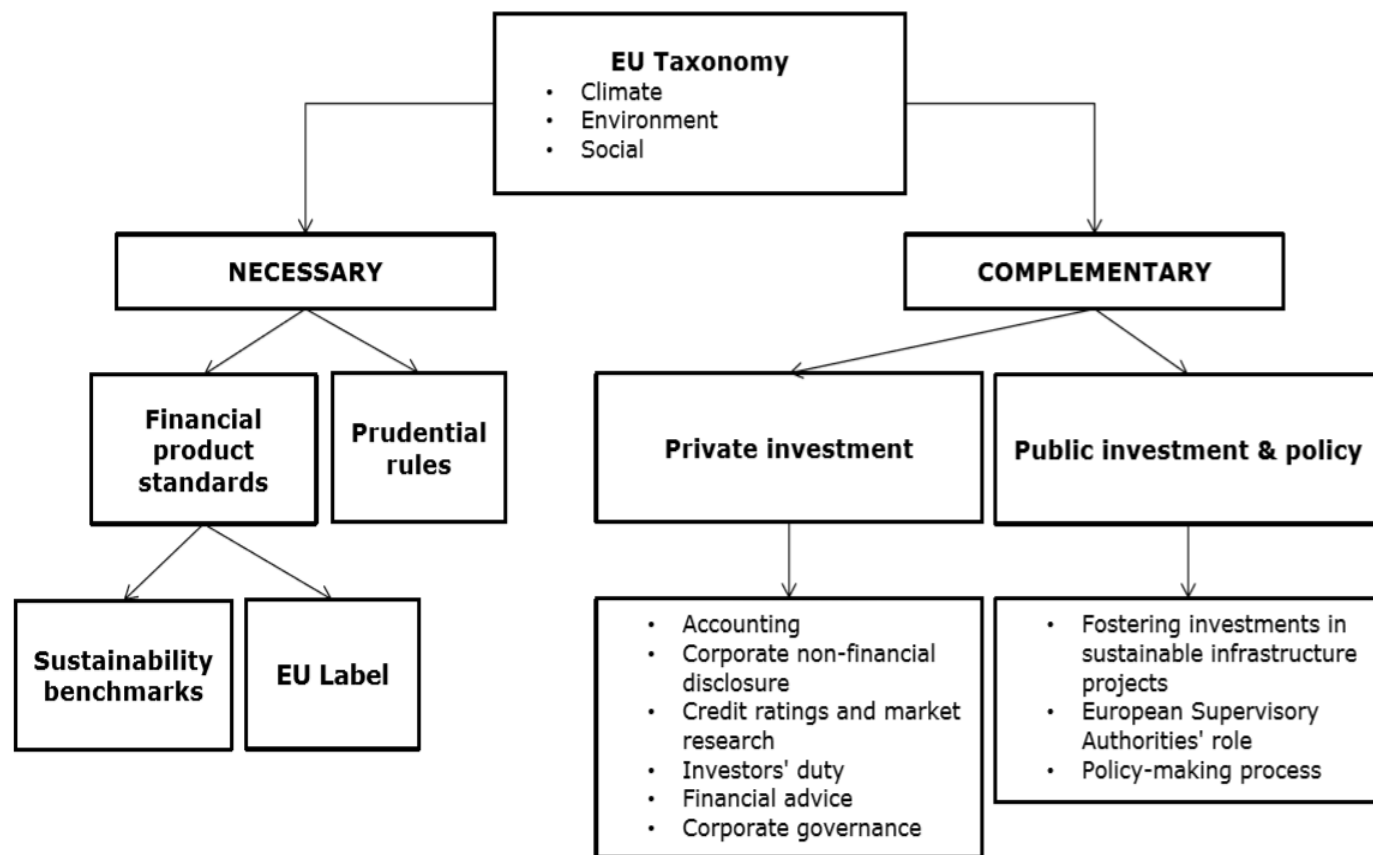 EU Taxonomy
• Climate
• Environment
• Social
NECESSARY
COMPLEMENTARY
Financial
product
standards
Prudential
rules
Private investment
Public investment & policy
Sustainability
benchmarks
EU Label
• Accounting
• Corporate non-financial
disclosure
• Credit ratings and market
research
• Investors' duty
• Financial advice
• Corporate governance
• Fostering investments in
sustainable infrastructure
projects
• European Supervisory
Authorities' role
• Policy-making process